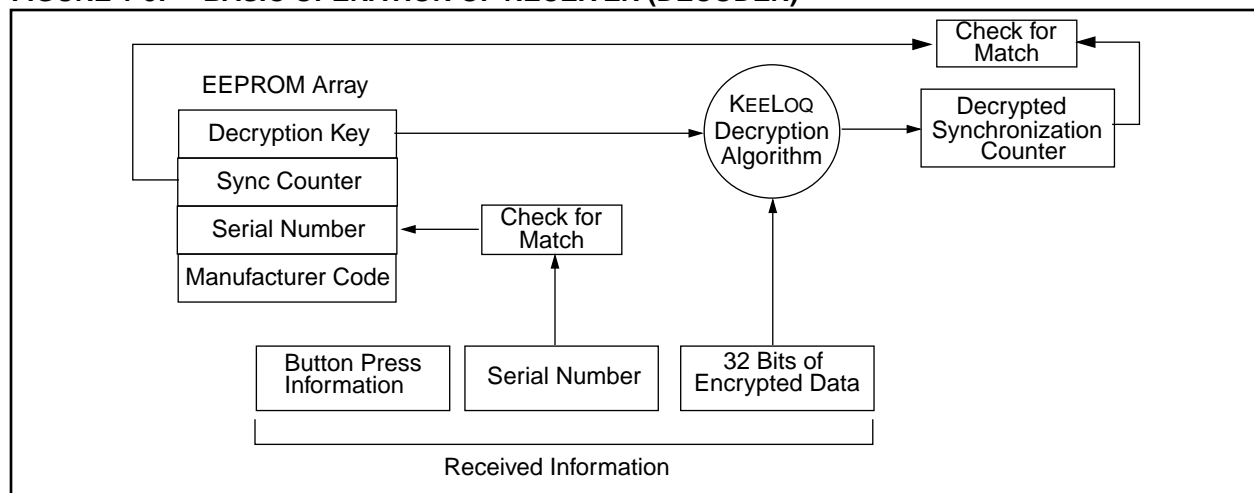 Check for
Match
EEPROM Array
Decryption Key
Sync Counter
Serial Number
Manufacturer Code
Check for
Match
KEELOQ
Decryption
Algorithm
Decrypted
Synchronization
Counter
Button Press
Information
Serial Number
32 Bits of
Encrypted Data
Received Information